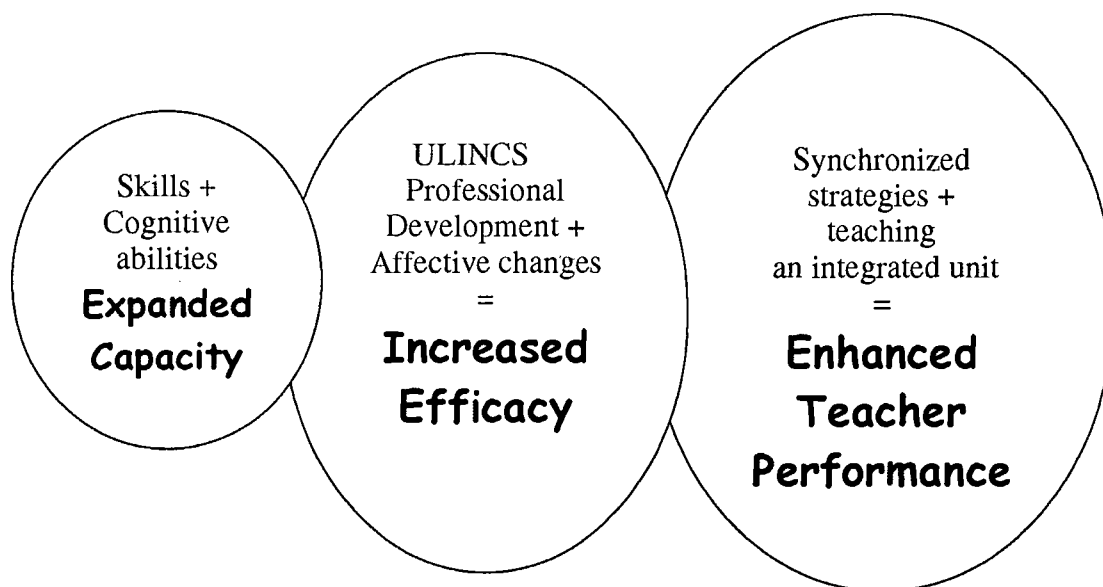 Skills +
Cognitive
abilities
Expanded
Capacity
ULINCS
Professional
Development +
Affective changes
=
Increased
Efficacy
Synchronized
strategies +
teaching
an integrated unit
=
Enhanced
Teacher
Performance